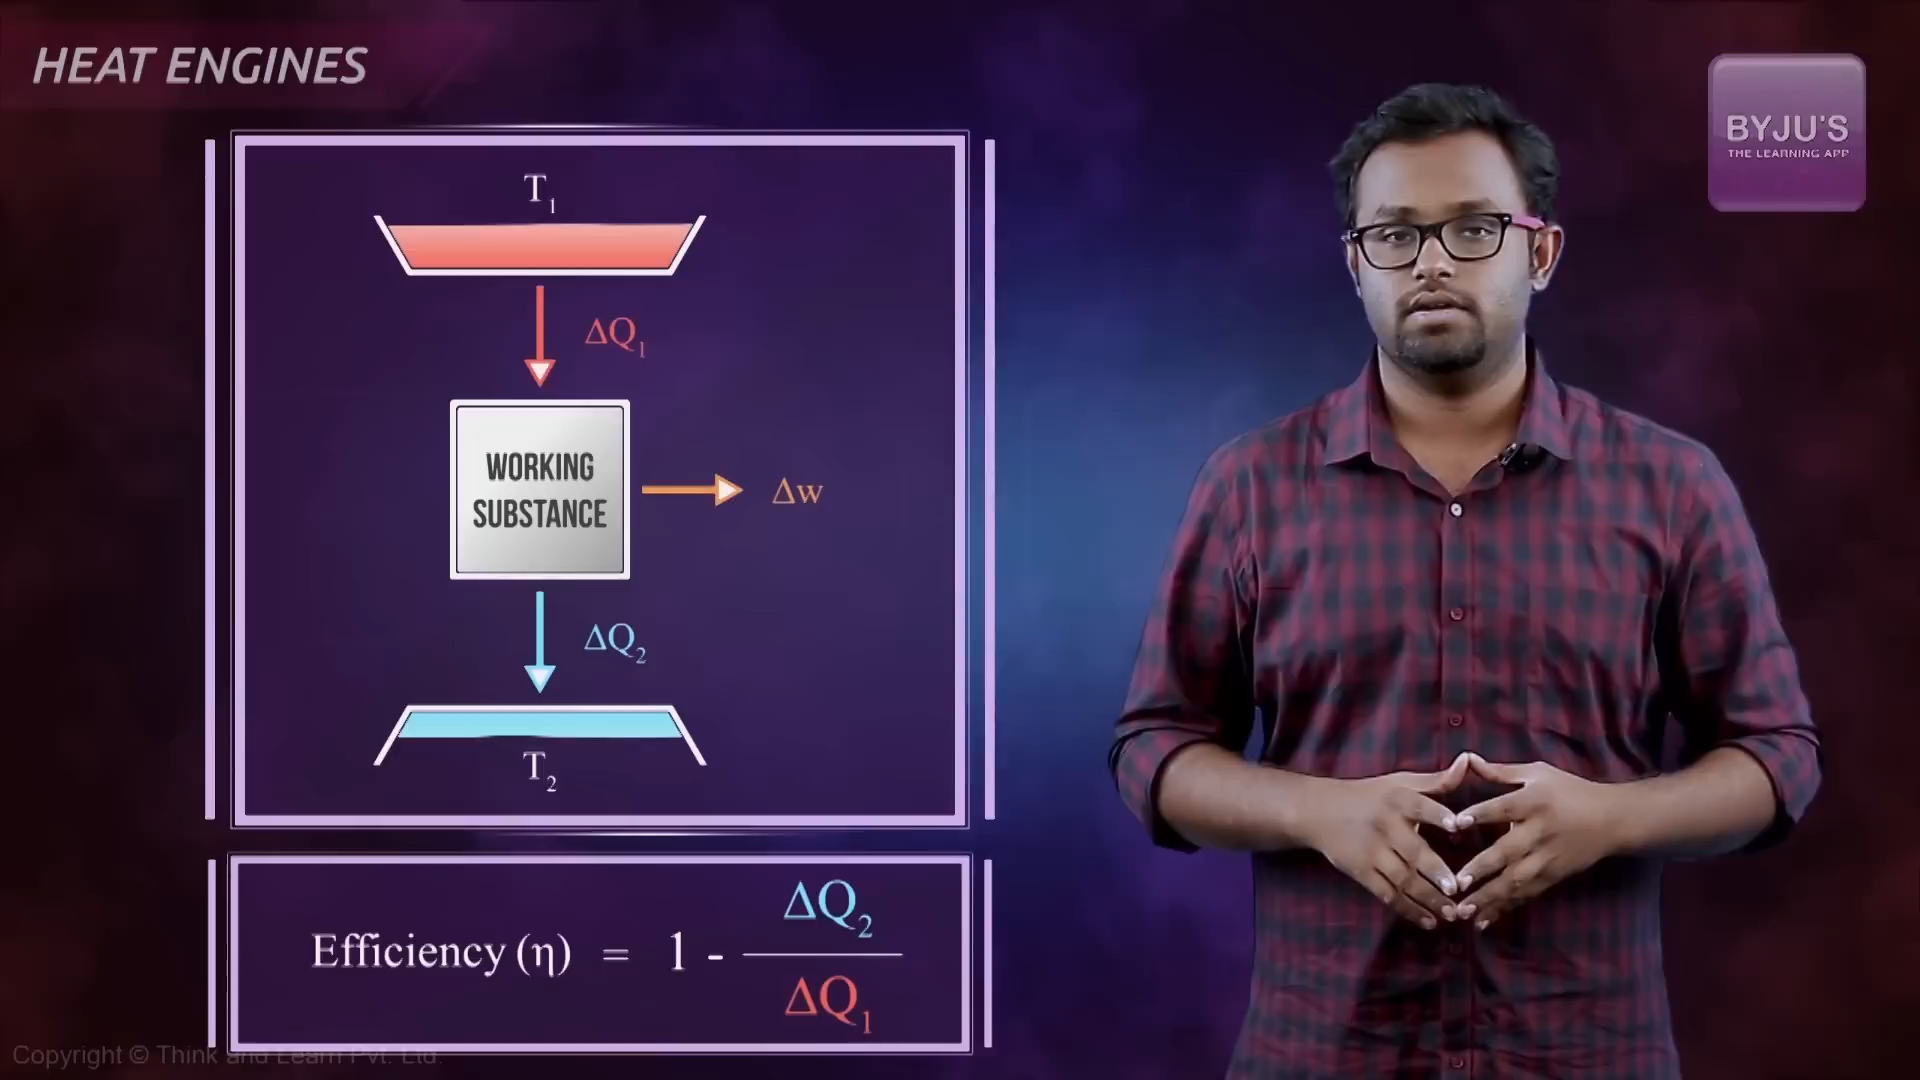 HEAT ENGINES
BYJU'S
THE LEARNING APP
T₁
ΔQ₁
WORKING
SUBSTANCE
Δw
ΔQ₂
T₂
Efficiency (η) = 1 - ΔQ₂ / ΔQ₁
Copyright © Think and Learn Pvt. Ltd.